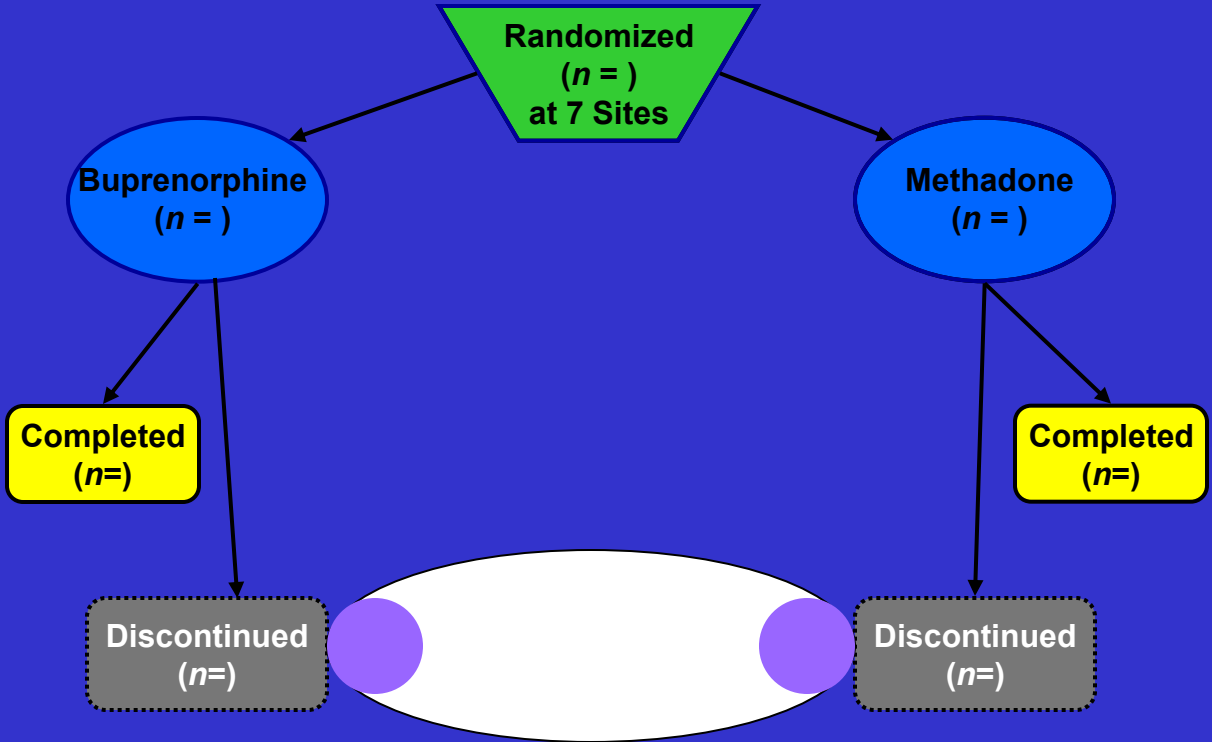 Randomized
(n = )
at 7 Sites
Buprenorphine
(n = )
Methadone
(n = )
Completed
(n=)
Completed
(n=)
Discontinued
(n=)
Discontinued
(n=)